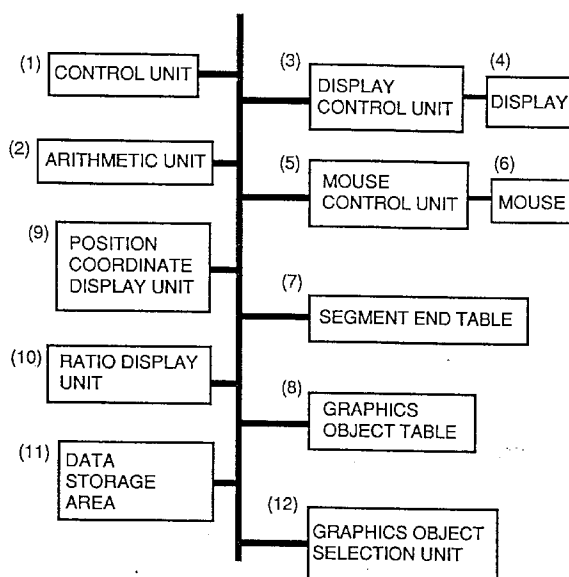 (1)
CONTROL UNIT
(2)
ARITHMETIC UNIT
(9)
POSITION
COORDINATE
DISPLAY UNIT
(10)
RATIO DISPLAY
UNIT
(11)
DATA
STORAGE
AREA
(3)
DISPLAY
CONTROL UNIT
(4)
DISPLAY
(5)
MOUSE
CONTROL UNIT
(6)
MOUSE
(7)
SEGMENT END TABLE
(8)
GRAPHICS
OBJECT TABLE
(12)
GRAPHICS OBJECT
SELECTION UNIT